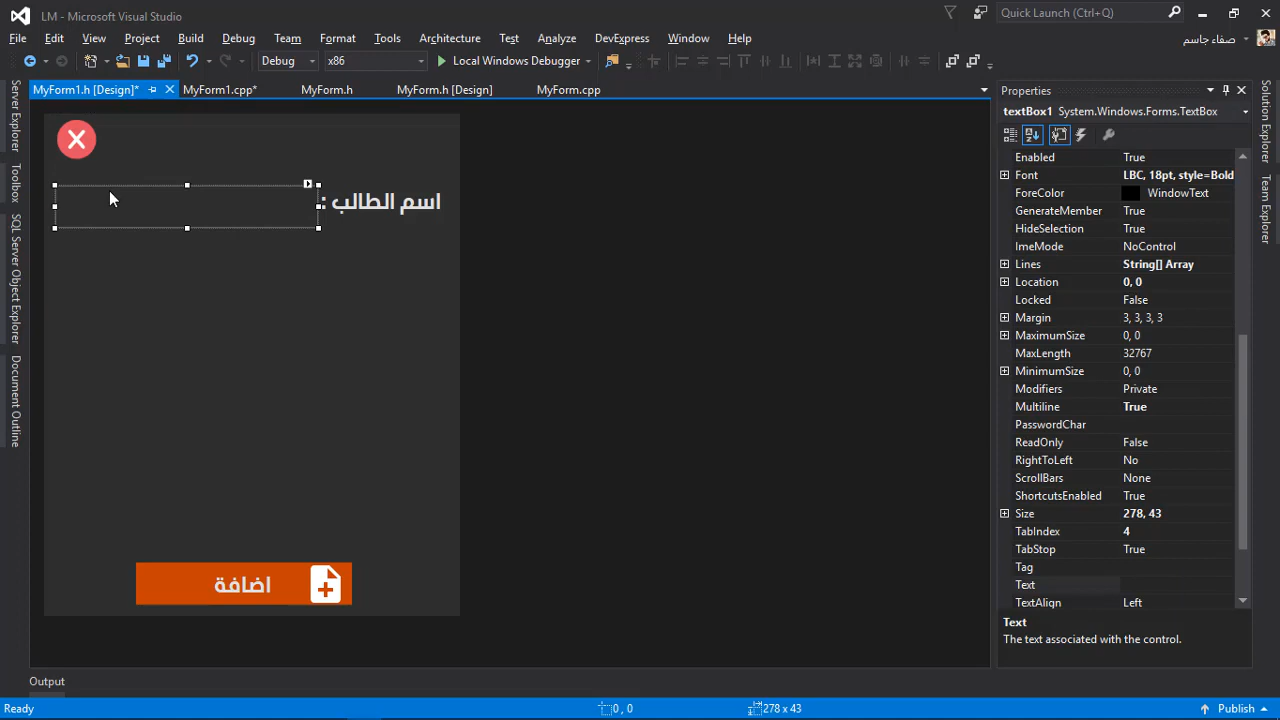 LM - Microsoft Visual Studio
Quick Launch (Ctrl+Q)
File Edit View Project Build Debug Team Format Tools Architecture Test Analyze DevExpress Window Help
صفاء جاسم
Debug x86 Local Windows Debugger
MyForm1.h [Design]* MyForm1.cpp* MyForm.h MyForm.h [Design] MyForm.cpp
Server Explorer
Toolbox
SQL Server Object Explorer
Document Outline
اسم الطالب :
اضافة
Properties
textBox1 System.Windows.Forms.TextBox
Enabled True
Font LBC, 18pt, style=Bold
ForeColor WindowText
GenerateMember True
HideSelection True
ImeMode NoControl
Lines String[] Array
Location 0, 0
Locked False
Margin 3, 3, 3, 3
MaximumSize 0, 0
MaxLength 32767
MinimumSize 0, 0
Modifiers Private
Multiline True
PasswordChar
ReadOnly False
RightToLeft No
ScrollBars None
ShortcutsEnabled True
Size 278, 43
TabIndex 4
TabStop True
Tag
Text
TextAlign Left
Text
The text associated with the control.
Solution Explorer
Team Explorer
Output
Ready 0 , 0 278 x 43 Publish